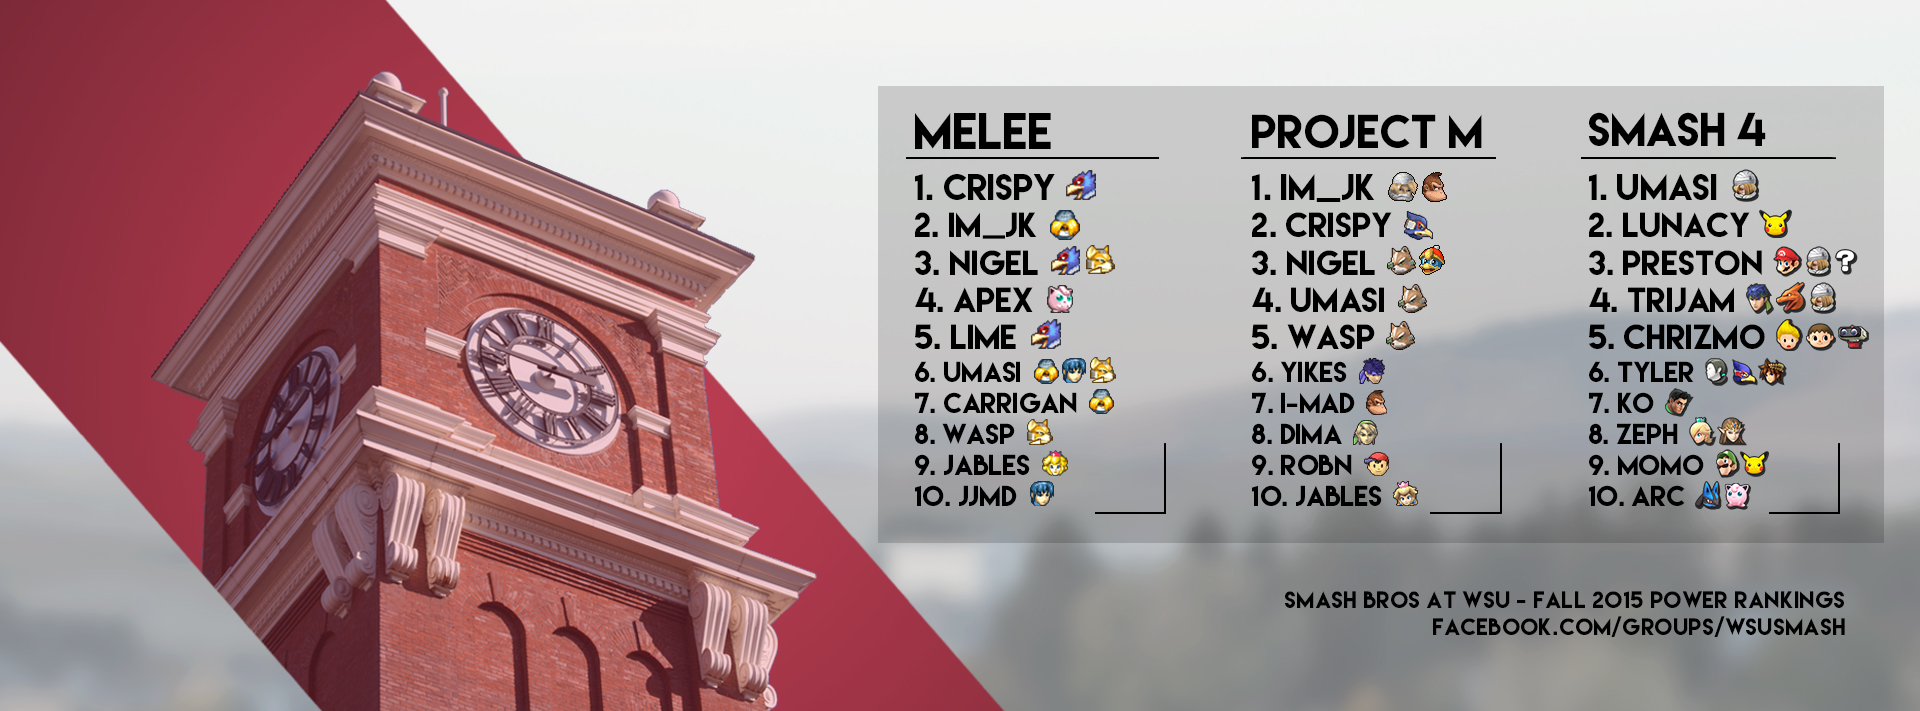 MELEE
1. CRISPY
2. IM_JK
3. NIGEL
4. APEX
5. LIME
6. UMASI
7. CARRIGAN
8. WASP
9. JABLES
10. JJMD
PROJECT M
1. IM_JK
2. CRISPY
3. NIGEL
4. UMASI
5. WASP
6. YIKES
7. I-MAD
8. DIMA
9. ROBN
10. JABLES
SMASH 4
1. UMASI
2. LUNACY
3. PRESTON ?
4. TRIJAM
5. CHRIZMO
6. TYLER
7. KO
8. ZEPH
9. MOMO
10. ARC
SMASH BROS AT WSU - FALL 2015 POWER RANKINGS
FACEBOOK.COM/GROUPS/WSUSMASH